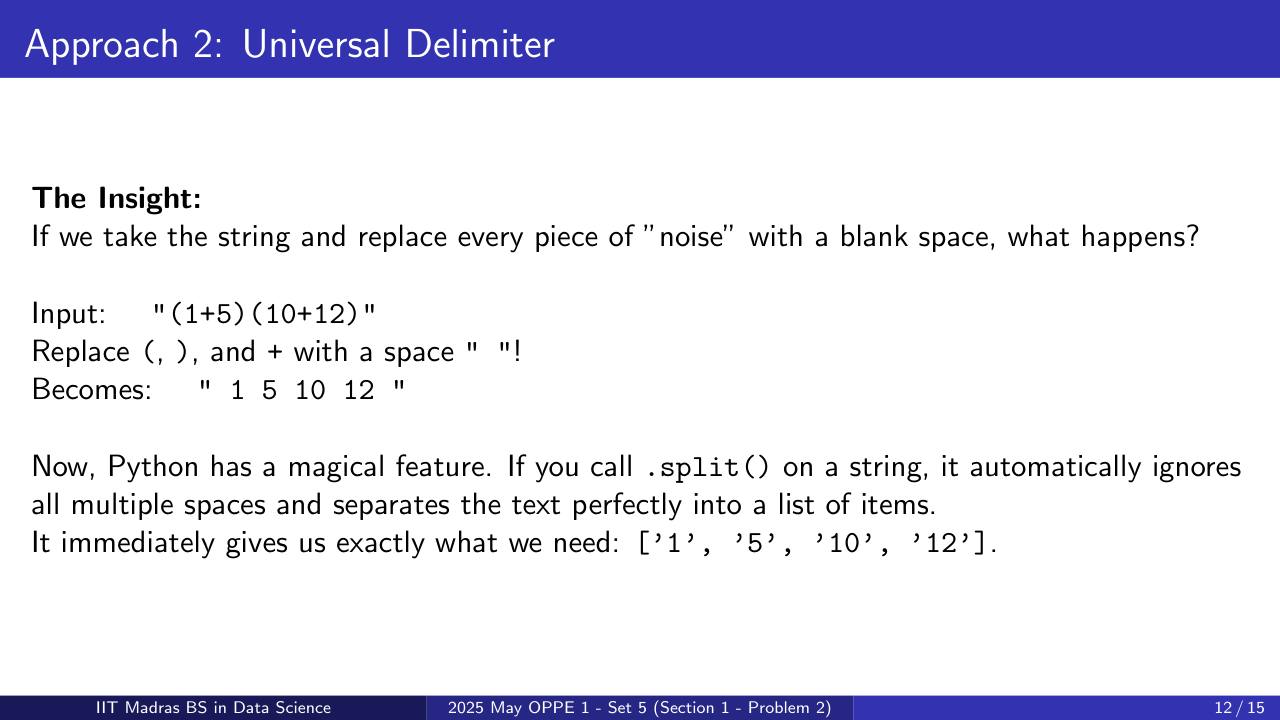 Approach 2: Universal Delimiter
The Insight:
If we take the string and replace every piece of ”noise” with a blank space, what happens?
Input: "(1+5)(10+12)"
Replace (, ), and + with a space " "!
Becomes: " 1 5 10 12 "
Now, Python has a magical feature. If you call .split() on a string, it automatically ignores
all multiple spaces and separates the text perfectly into a list of items.
It immediately gives us exactly what we need: [’1’, ’5’, ’10’, ’12’].
IIT Madras BS in Data Science
2025 May OPPE 1 - Set 5 (Section 1 - Problem 2)
12 / 15